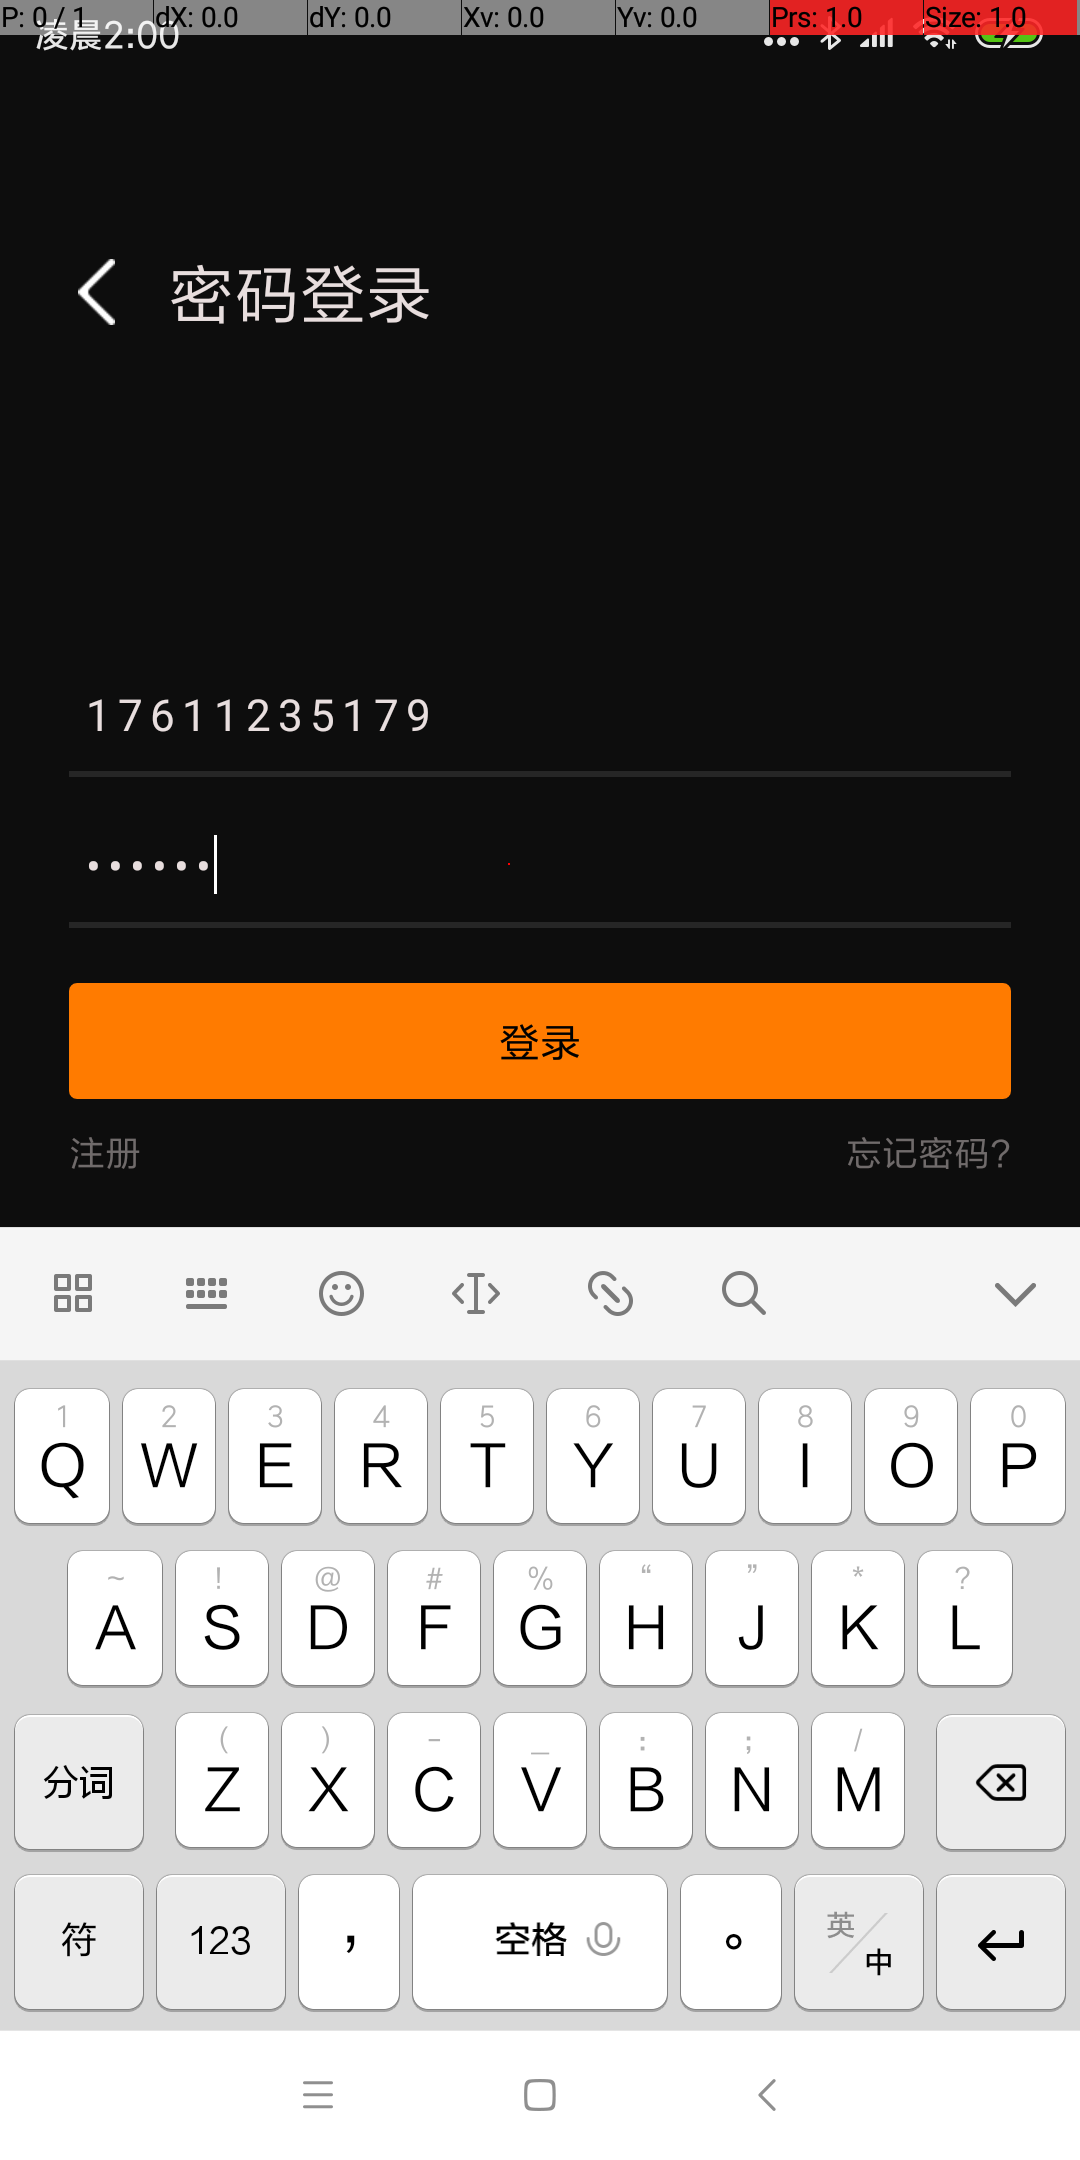 P: 0 / 1 dX: 0.0 dY: 0.0 Xv: 0.0 Yv: 0.0 Prs: 1.0 Size: 1.0
凌晨2:00
密码登录
17611235179
••••••
登录
注册 忘记密码?
1 2 3 4 5 6 7 8 9 0
Q W E R T Y U I O P
~ ! @ # % “ ” * ?
A S D F G H J K L
( ) - _ : ; /
分词 Z X C V B N M
符 123 , 空格 。 英/中